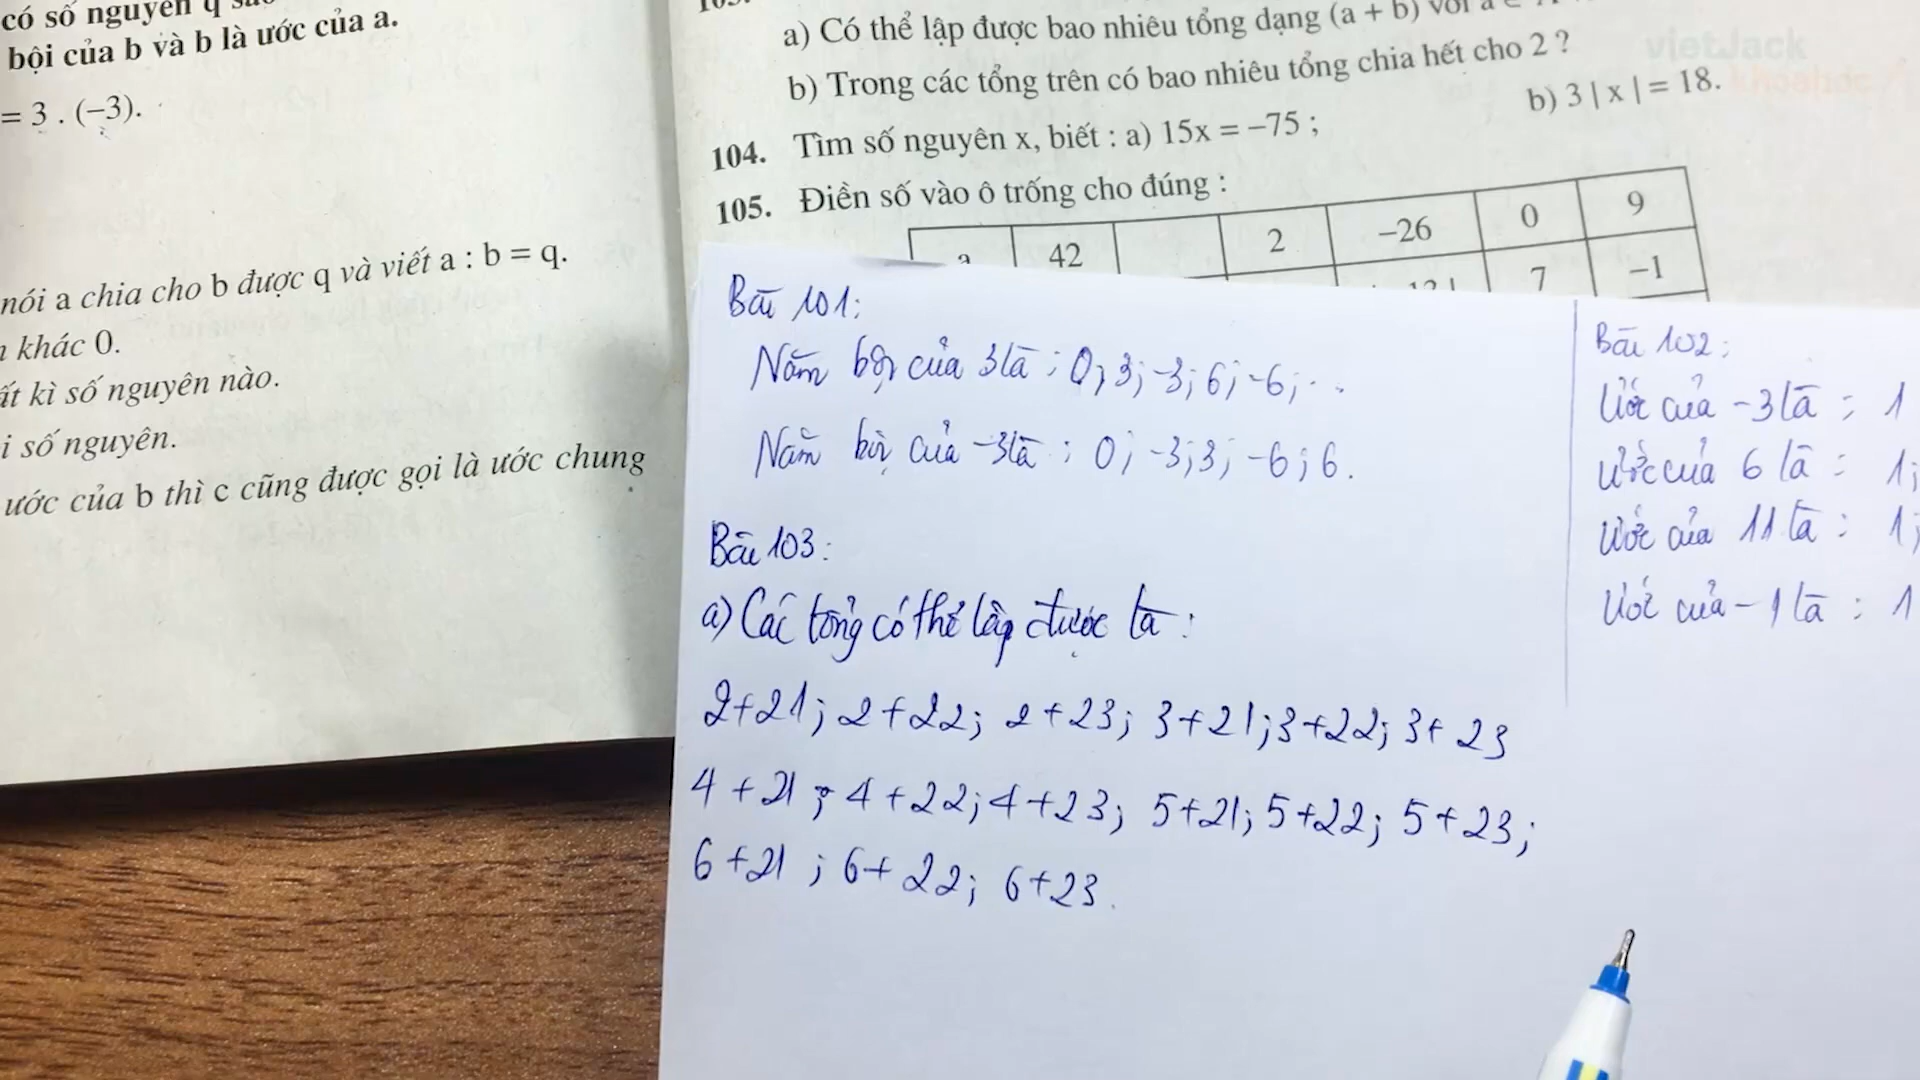 có số nguyên q
bội của b và b là ước của a.
= 3 . (–3).
nói a chia cho b được q và viết a : b = q.
khác 0.
ất kì số nguyên nào.
i số nguyên.
ước của b thì c cũng được gọi là ước chung
a) Có thể lập được bao nhiêu tổng dạng (a + b) với a
b) Trong các tổng trên có bao nhiêu tổng chia hết cho 2 ?
104. Tìm số nguyên x, biết : a) 15x = –75 ; b) 3 | x | = 18.
105. Điền số vào ô trống cho đúng :
a 42 2 –26 0 9
7 –1
vietJack
khoahoc
Bài 101:
Năm bội của 3 là : 0; 3; -3; 6; -6; ..
Năm bội của -3 là : 0; -3; 3; -6; 6.
Bài 103:
a) Các tổng có thể lập được là :
2+21; 2+22; 2+23; 3+21; 3+22; 3+23
4+21; 4+22; 4+23; 5+21; 5+22; 5+23;
6+21; 6+22; 6+23.
Bài 102:
Ước của -3 là : 1
Ước của 6 là : 1;
Ước của 11 là : 1;
Ước của -1 là : 1